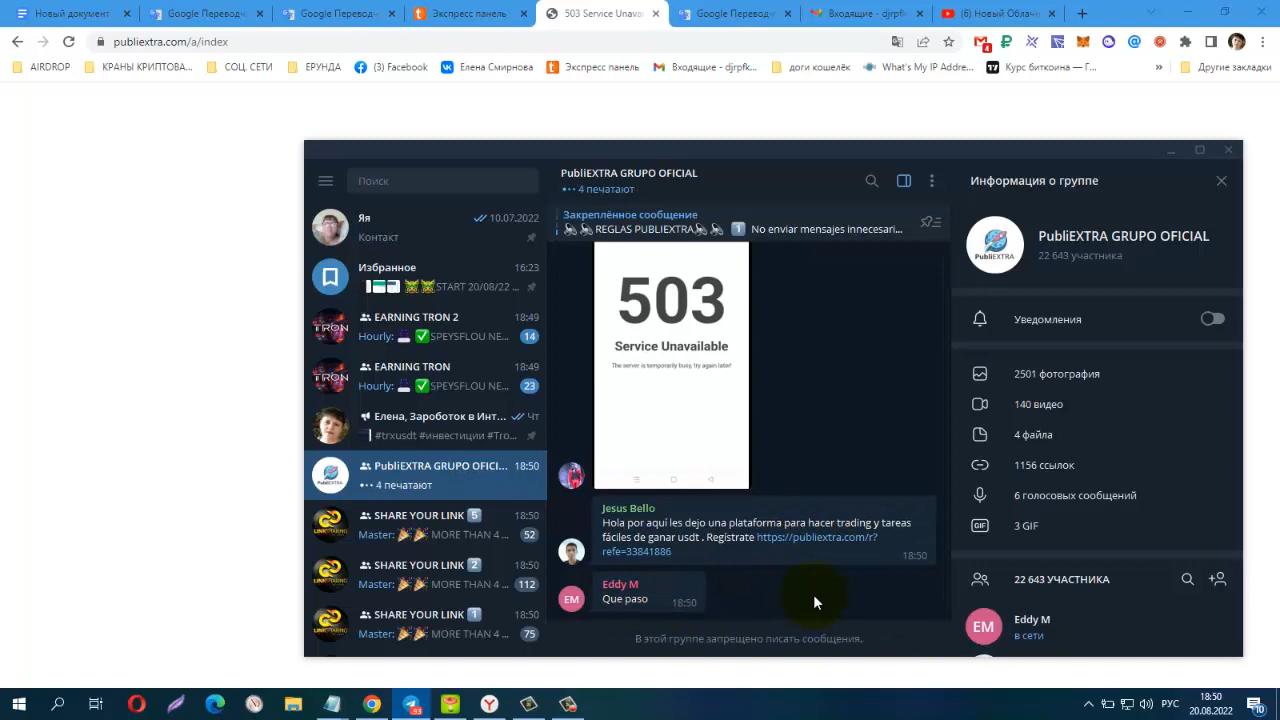 Новый документ
Google Переводч
Google Переводч
Экспресс панель
503 Service Unava
Google Переводч
Входящие - djrpfk
(6) Новый Облачн
publiextra.com/a/index
AIRDROP
КРАНЫ КРИПТОВА...
СОЦ. СЕТИ
ЕРУНДА
(3) Facebook
Елена Смирнова
Экспресс панель
Входящие - djrpfk...
доги кошелёк
What's My IP Addre...
Курс биткоина — Г...
»
Другие закладки
Поиск
Яя
10.07.2022
Контакт
Избранное
16:23
START 20/08/22 ...
EARNING TRON 2
18:49
Hourly: SPEYSFLOU NE...
14
EARNING TRON
18:49
Hourly: SPEYSFLOU NE...
23
Елена, Зароботок в Инт...
Чт
#trxusdt #инвестиции #Tro...
PubliEXTRA GRUPO OFICI...
18:50
4 печатают
SHARE YOUR LINK 5
18:50
Master: MORE THAN 4 ...
52
SHARE YOUR LINK 2
18:50
Master: MORE THAN 4 ...
112
SHARE YOUR LINK 1
18:50
Master: MORE THAN 4 ...
75
PubliEXTRA GRUPO OFICIAL
4 печатают
Закреплённое сообщение
REGLAS PUBLIEXTRA 1 No enviar mensajes innecesari...
503
Service Unavailable
The server is temporarily busy, try again later!
Jesus Bello
Hola por aquí les dejo una plataforma para hacer trading y tareas
fáciles de ganar usdt . Regístrate https://publiextra.com/r?
refe=33841886
18:50
Eddy M
Que paso
18:50
EM
В этой группе запрещено писать сообщения.
Информация о группе
PubliEXTRA
PubliEXTRA GRUPO OFICIAL
22 643 участника
Уведомления
2501 фотография
140 видео
4 файла
1156 ссылок
6 голосовых сообщений
GIF
3 GIF
22 643 УЧАСТНИКА
EM
Eddy M
в сети
93
РУС
18:50
20.08.2022
10